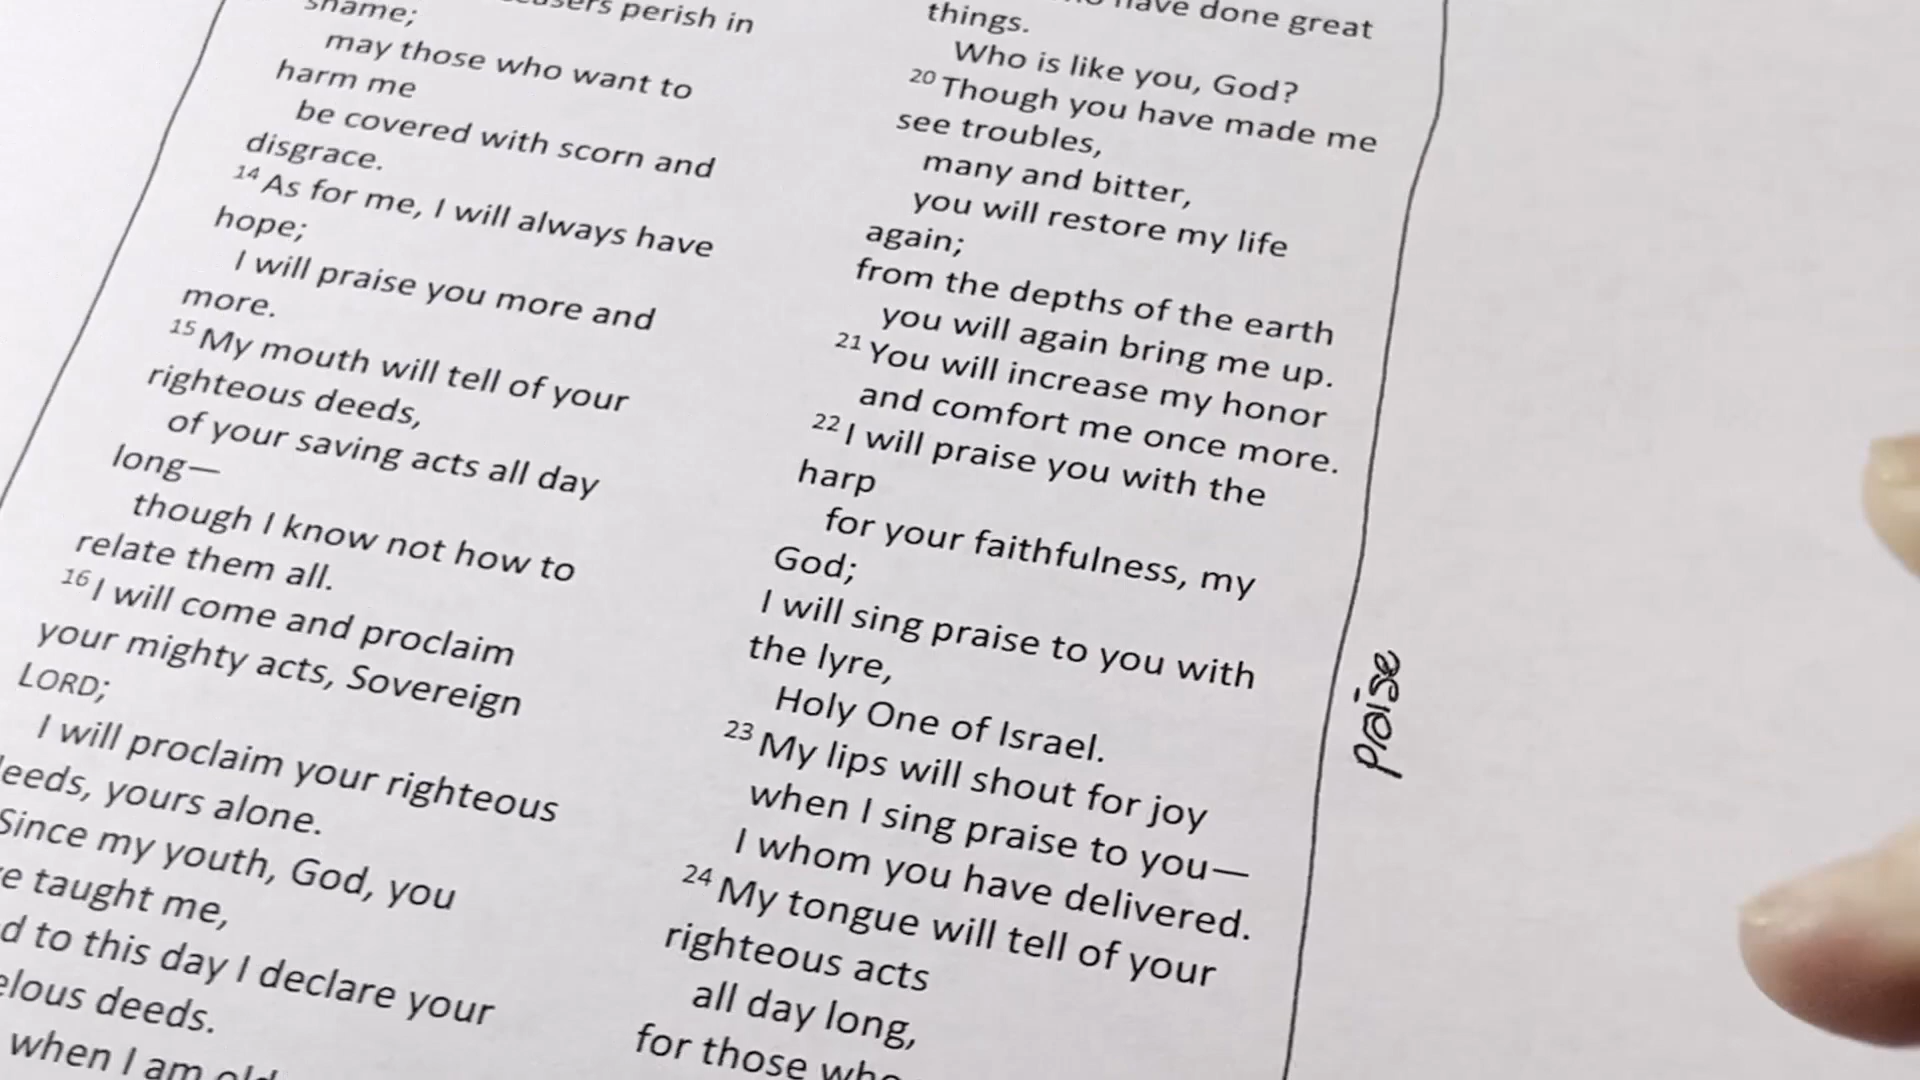 perish in
shame;
may those who want to
harm me
be covered with scorn and
disgrace.
14 As for me, I will always have
hope;
I will praise you more and
more.
15 My mouth will tell of your
righteous deeds,
of your saving acts all day
long—
though I know not how to
relate them all.
16 I will come and proclaim
your mighty acts, Sovereign
LORD;
I will proclaim your righteous
deeds, yours alone.
Since my youth, God, you
taught me,
to this day I declare your
deeds.
when I am old
have done great
things.
Who is like you, God?
20 Though you have made me
see troubles,
many and bitter,
you will restore my life
again;
from the depths of the earth
you will again bring me up.
21 You will increase my honor
and comfort me once more.
22 I will praise you with the
harp
for your faithfulness, my
God;
I will sing praise to you with
the lyre,
Holy One of Israel.
23 My lips will shout for joy
when I sing praise to you—
I whom you have delivered.
24 My tongue will tell of your
righteous acts
all day long,
for those who
praise